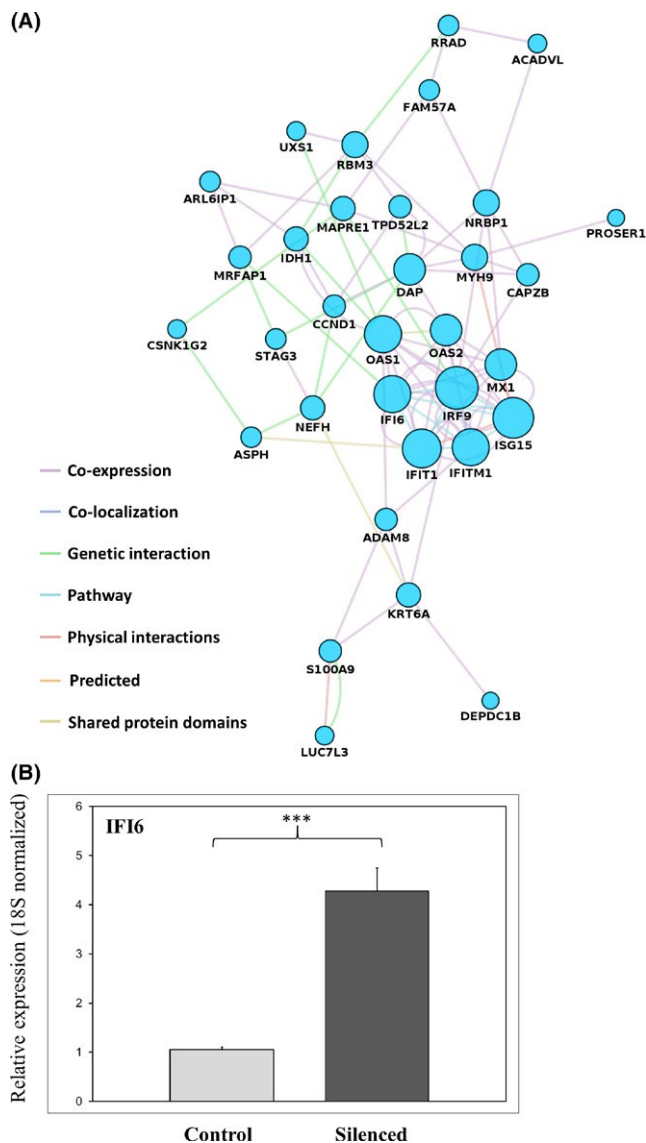 (A)
RRAD
ACADVL
FAM57A
UXS1
RBM3
ARL6IP1
MAPRE1
TPD52L2
NRBP1
PROSER1
IDH1
MRFAP1
DAP
MYH9
CAPZB
CCND1
CSNK1G2
STAG3
OAS1
OAS2
MX1
IFI6
IRF9
NEFH
ISG15
ASPH
IFIT1
IFITM1
Co-expression
Co-localization
Genetic interaction
Pathway
Physical interactions
Predicted
Shared protein domains
ADAM8
KRT6A
S100A9
DEPDC1B
LUC7L3
(B)
Relative expression (18S normalized)
6
5
4
3
2
1
0
IFI6
***
Control Silenced